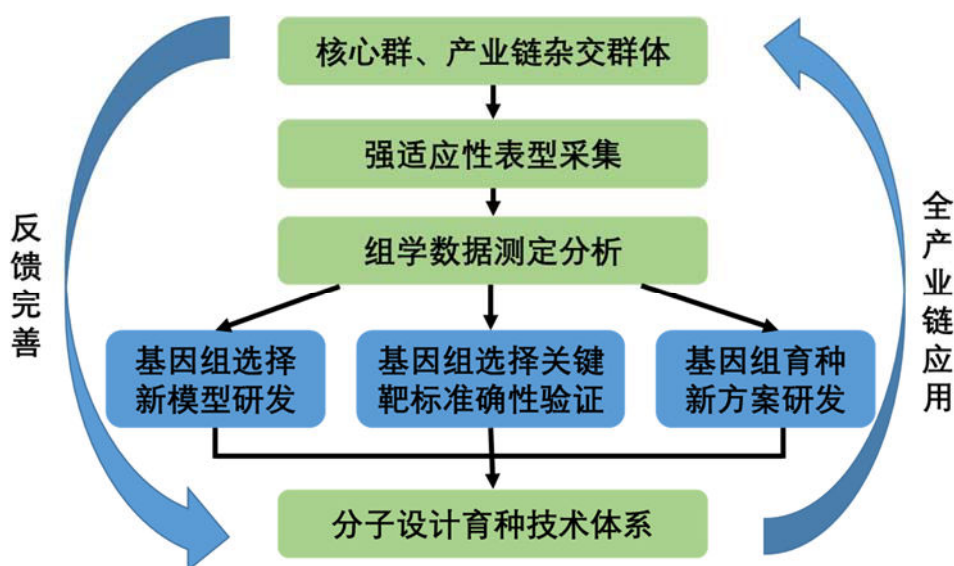 核心群、产业链杂交群体
强适应性表型采集
组学数据测定分析
反馈完善
全产业链应用
基因组选择
新模型研发
基因组选择关键
靶标准确性验证
基因组育种
新方案研发
分子设计育种技术体系